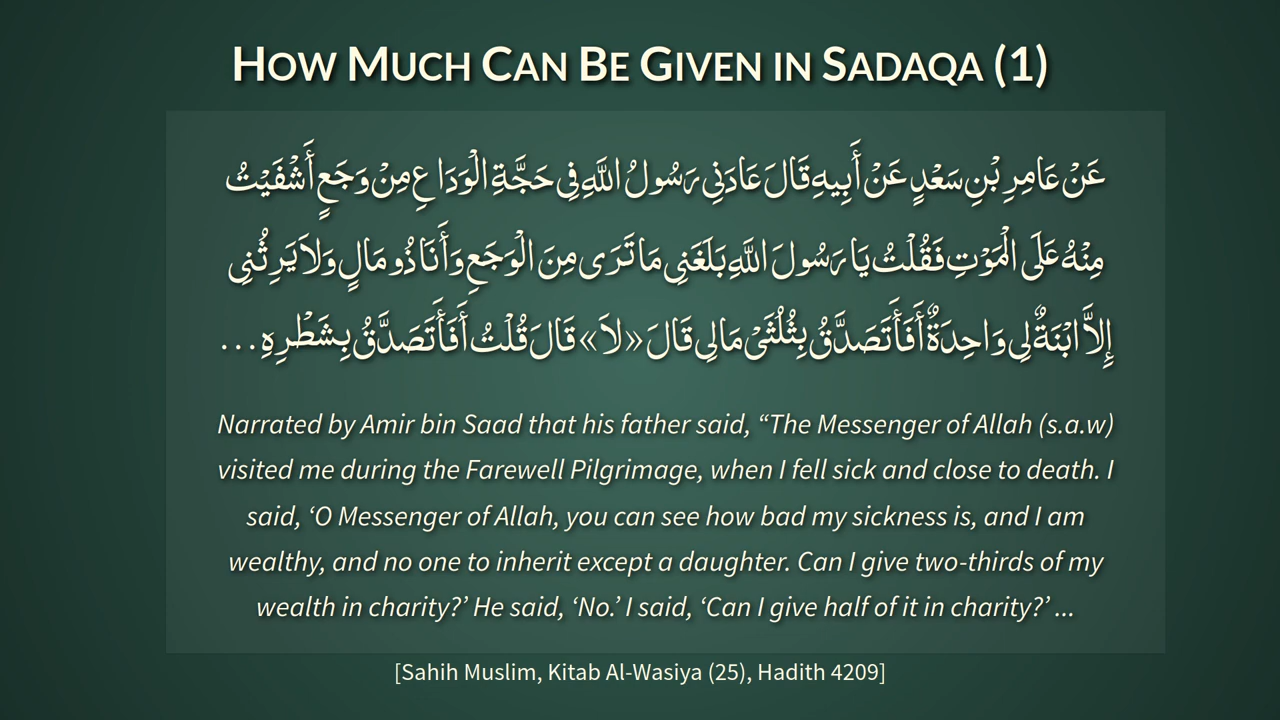 How Much Can Be Given in Sadaqa (1)
عَنْ عَامِرِ بْنِ سَعْدٍ عَنْ أَبِيهِ قَالَ عَادَنِي رَسُولُ اللَّهِ فِي حَجَّةِ الْوَدَاعِ مِنْ وَجَعٍ أَشْفَيْتُ
مِنْهُ عَلَى الْمَوْتِ فَقُلْتُ يَا رَسُولَ اللَّهِ بَلَغَنِي مَا تَرَى مِنَ الْوَجَعِ وَأَنَا ذُو مَالٍ وَلاَ يَرِثُنِي
إِلاَّ ابْنَةٌ لِي وَاحِدَةٌ أَفَأَتَصَدَّقُ بِثُلُثَىْ مَالِي قَالَ «لاَ» قَالَ قُلْتُ أَفَأَتَصَدَّقُ بِشَطْرِهِ ...
Narrated by Amir bin Saad that his father said, “The Messenger of Allah (s.a.w)
visited me during the Farewell Pilgrimage, when I fell sick and close to death. I
said, ‘O Messenger of Allah, you can see how bad my sickness is, and I am
wealthy, and no one to inherit except a daughter. Can I give two-thirds of my
wealth in charity?’ He said, ‘No.’ I said, ‘Can I give half of it in charity?’ ...
[Sahih Muslim, Kitab Al-Wasiya (25), Hadith 4209]